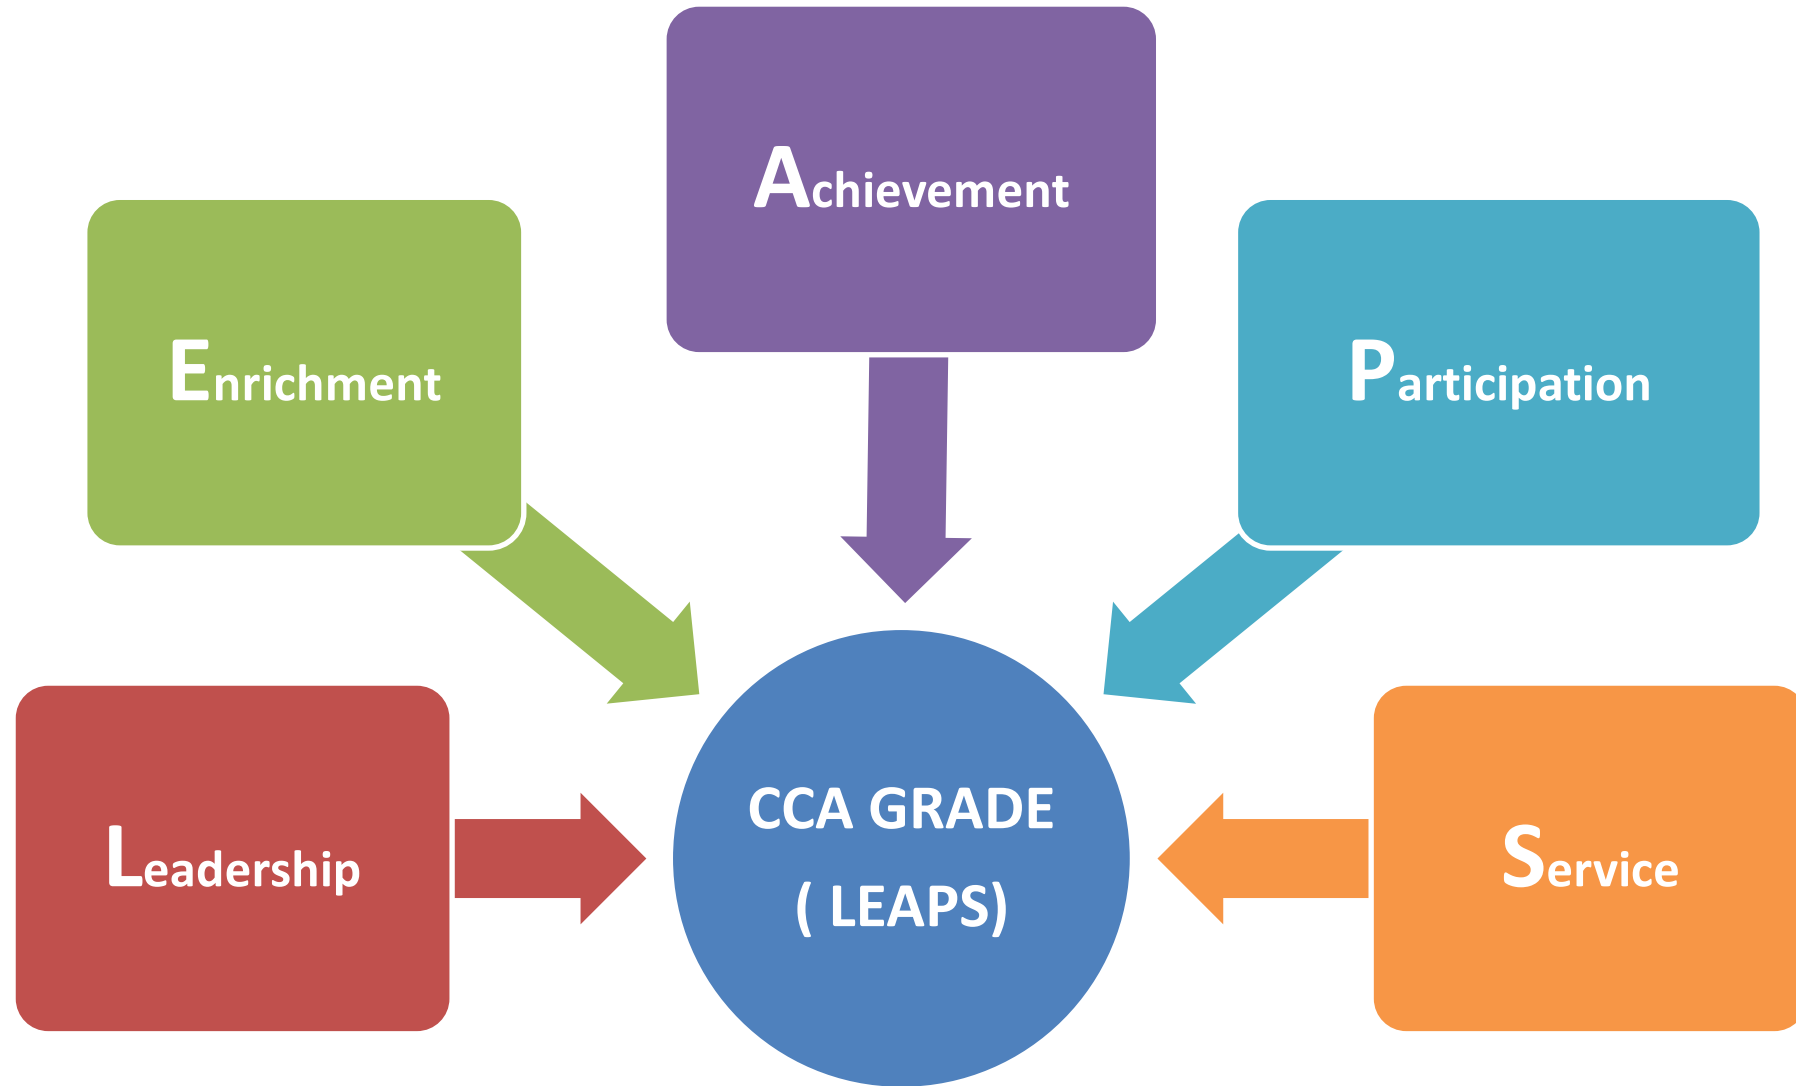 Achievement
Enrichment
Participation
Leadership
CCA GRADE
( LEAPS)
Service